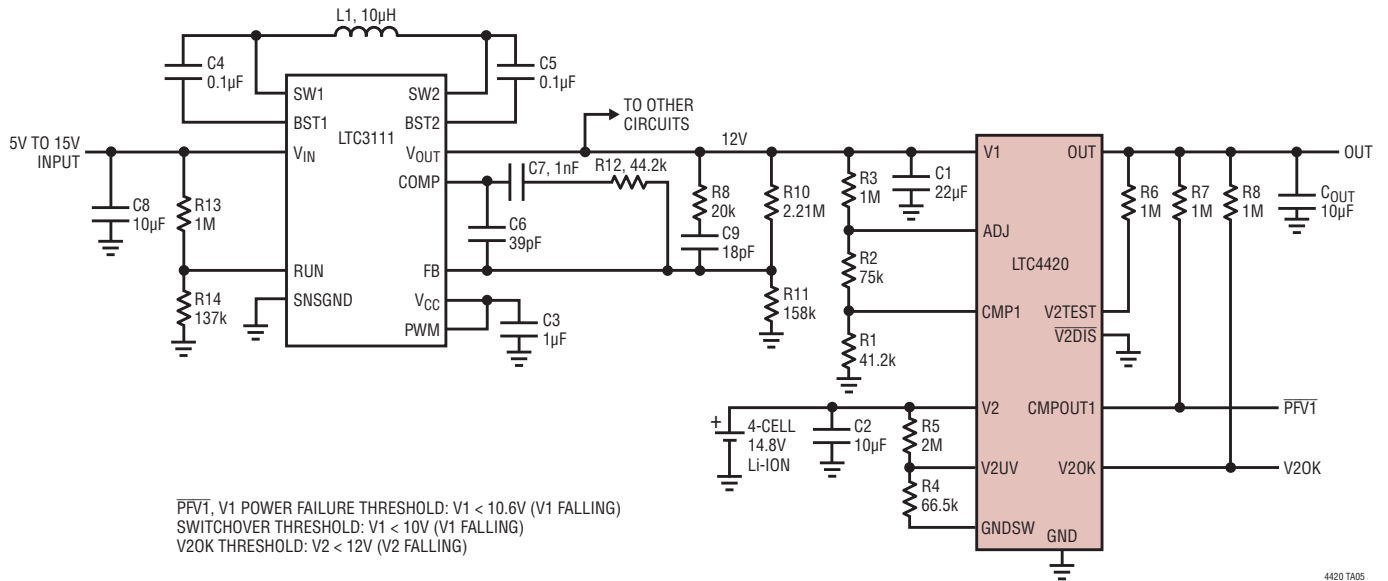 L1, 10µH
C4
0.1µF
C5
0.1µF
SW1
SW2
BST1
BST2
LTC3111
TO OTHER
CIRCUITS
5V TO 15V
INPUT
VIN
VOUT
12V
COMP
C7, 1nF
R12, 44.2k
C8
10µF
R13
1M
C6
39pF
R8
20k
C9
18pF
R10
2.21M
R3
1M
C1
22µF
RUN
FB
SNSGND
VCC
PWM
R14
137k
C3
1µF
R11
158k
R2
75k
R1
41.2k
V1
OUT
ADJ
LTC4420
CMP1
V2TEST
V2DIS
V2
CMPOUT1
V2UV
V2OK
GNDSW
GND
R6
1M
R7
1M
R8
1M
COUT
10µF
OUT
PFV1
V2OK
+
4-CELL
14.8V
Li-ION
C2
10µF
R5
2M
R4
66.5k
PFV1, V1 POWER FAILURE THRESHOLD: V1 < 10.6V (V1 FALLING)
SWITCHOVER THRESHOLD: V1 < 10V (V1 FALLING)
V2OK THRESHOLD: V2 < 12V (V2 FALLING)
4420 TA05